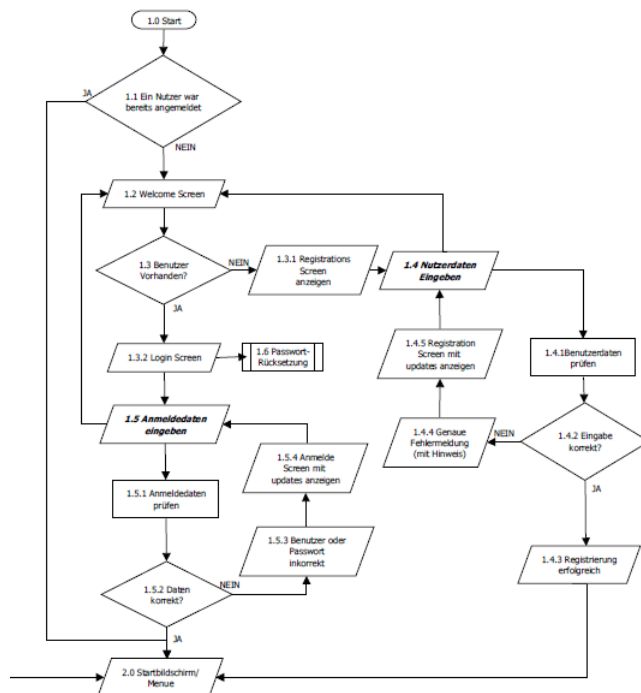 1.0 Start
JA
1.1 Ein Nutzer war
bereits angemeldet
NEIN
1.2 Welcome Screen
1.3 Benutzer
Vorhanden?
NEIN
1.3.1 Registrations
Screen
anzeigen
1.4 Nutzerdaten
Eingeben
JA
1.3.2 Login Screen
1.6 Passwort-
Rücksetzung
1.4.5 Registration
Screen mit
updates anzeigen
1.4.1Benutzerdaten
prüfen
1.5 Anmeldedaten
eingeben
1.4.4 Genaue
Fehlermeldung
(mit Hinweis)
NEIN
1.4.2 Eingabe
korrekt?
1.5.4 Anmelde
Screen mit
updates anzeigen
JA
1.5.1 Anmeldedaten
prüfen
1.5.3 Benutzer oder
Passwort
inkorrekt
1.4.3 Registrierung
erfolgreich
1.5.2 Daten
korrekt?
NEIN
JA
2.0 Startbildschirm/
Menue